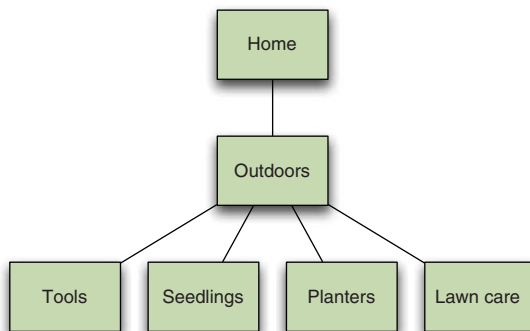 Home
Outdoors
Tools
Seedlings
Planters
Lawn care